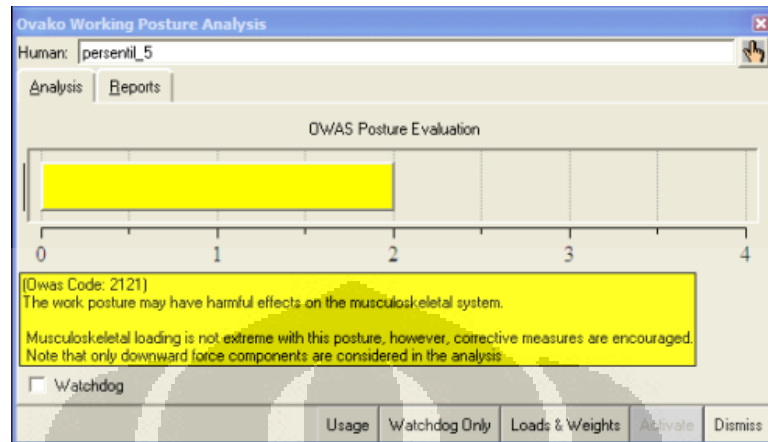 Ovako Working Posture Analysis
Human: persentil_5
Analysis Reports
OWAS Posture Evaluation
0 1 2 3 4
(Owas Code: 2121)
The work posture may have harmful effects on the musculoskeletal system.
Musculoskeletal loading is not extreme with this posture, however, corrective measures are encouraged.
Note that only downward force components are considered in the analysis
Watchdog
Usage Watchdog Only Loads & Weights Activate Dismiss